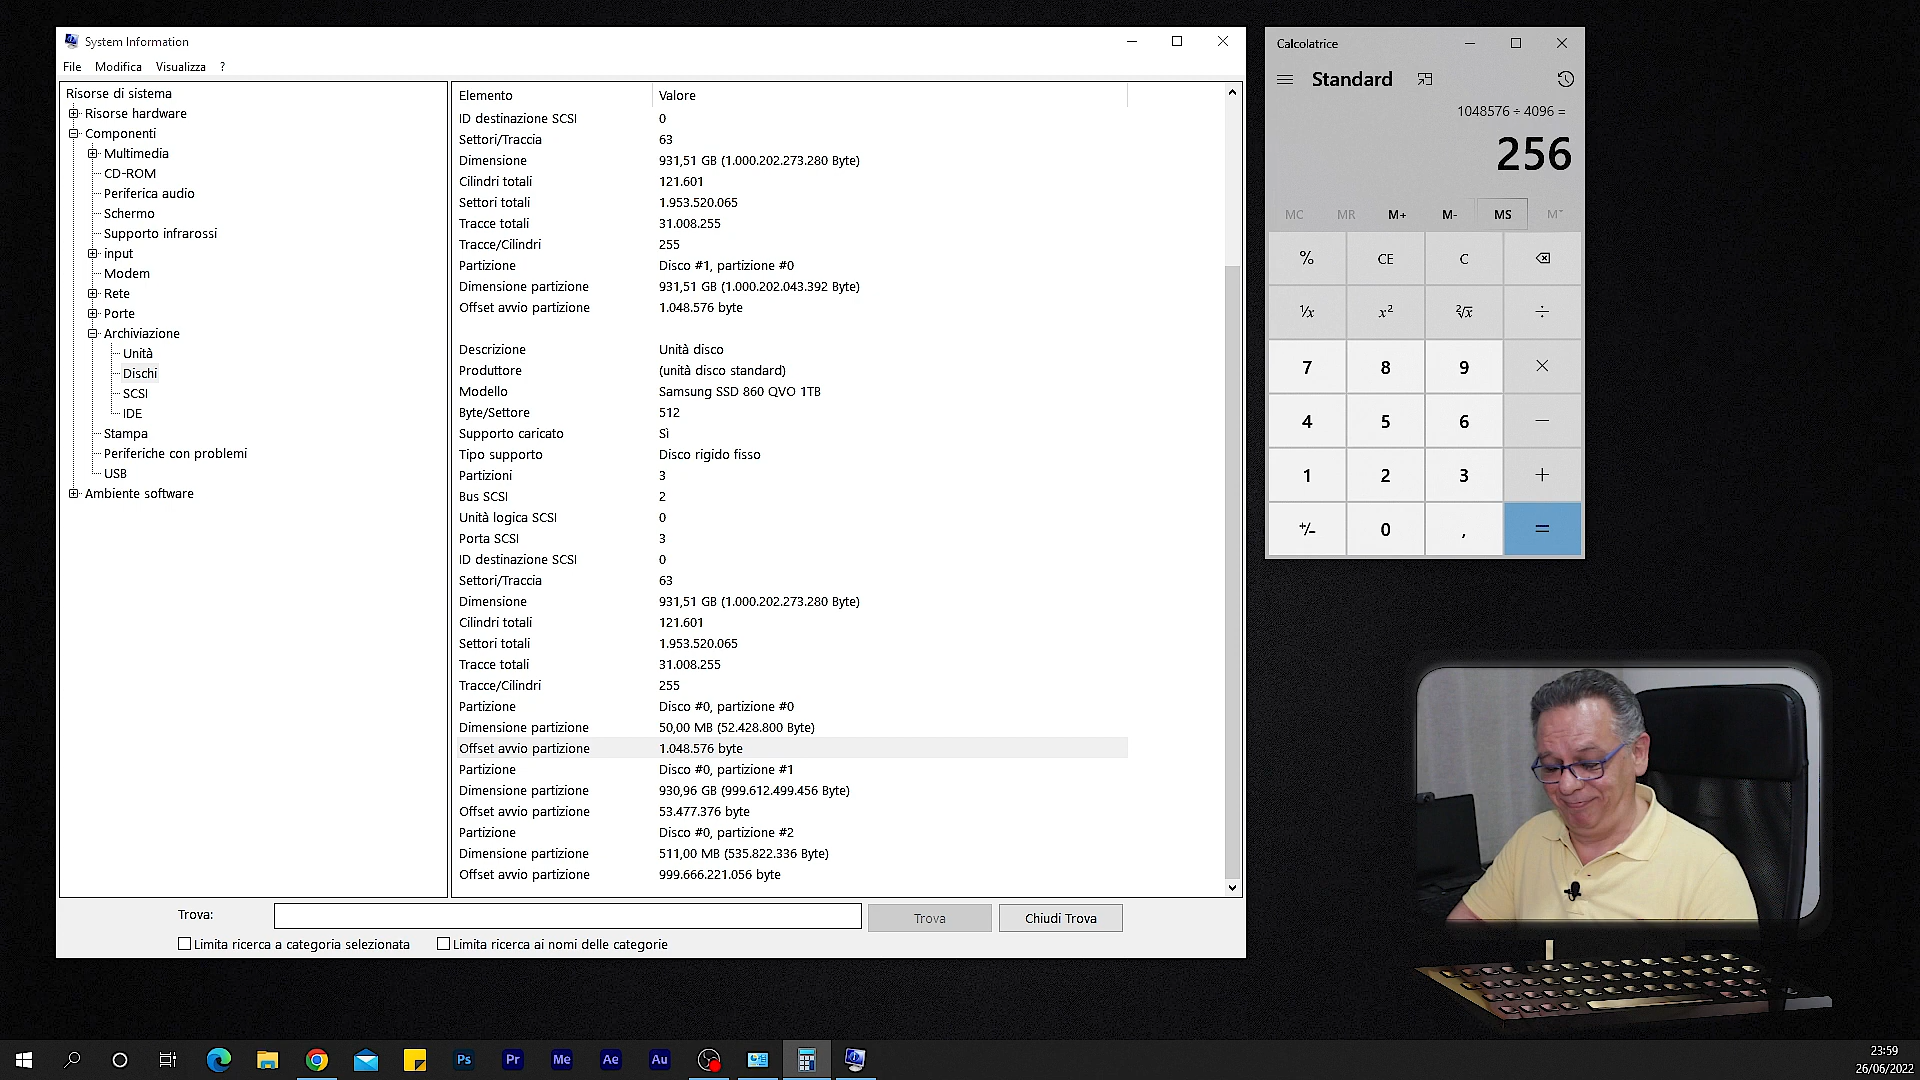 System Information
File Modifica Visualizza ?
Risorse di sistema
Risorse hardware
Componenti
Multimedia
CD-ROM
Periferica audio
Schermo
Supporto infrarossi
input
Modem
Rete
Porte
Archiviazione
Unità
Dischi
SCSI
IDE
Stampa
Periferiche con problemi
USB
Ambiente software
Elemento Valore
ID destinazione SCSI 0
Settori/Traccia 63
Dimensione 931,51 GB (1.000.202.273.280 Byte)
Cilindri totali 121.601
Settori totali 1.953.520.065
Tracce totali 31.008.255
Tracce/Cilindri 255
Partizione Disco #1, partizione #0
Dimensione partizione 931,51 GB (1.000.202.043.392 Byte)
Offset avvio partizione 1.048.576 byte
Descrizione Unità disco
Produttore (unità disco standard)
Modello Samsung SSD 860 QVO 1TB
Byte/Settore 512
Supporto caricato Sì
Tipo supporto Disco rigido fisso
Partizioni 3
Bus SCSI 2
Unità logica SCSI 0
Porta SCSI 3
ID destinazione SCSI 0
Settori/Traccia 63
Dimensione 931,51 GB (1.000.202.273.280 Byte)
Cilindri totali 121.601
Settori totali 1.953.520.065
Tracce totali 31.008.255
Tracce/Cilindri 255
Partizione Disco #0, partizione #0
Dimensione partizione 50,00 MB (52.428.800 Byte)
Offset avvio partizione 1.048.576 byte
Partizione Disco #0, partizione #1
Dimensione partizione 930,96 GB (999.612.499.456 Byte)
Offset avvio partizione 53.477.376 byte
Partizione Disco #0, partizione #2
Dimensione partizione 511,00 MB (535.822.336 Byte)
Offset avvio partizione 999.666.221.056 byte
Trova: Trova Chiudi Trova
Limita ricerca a categoria selezionata Limita ricerca ai nomi delle categorie
Calcolatrice
Standard
1048576 ÷ 4096 =
256
MC MR M+ M- MS M˅
% CE C
¹/x x² ²√x ÷
7 8 9 ×
4 5 6 −
1 2 3 +
+/− 0 , =
Ps Pr Me Ae Au
23:59
26/06/2022